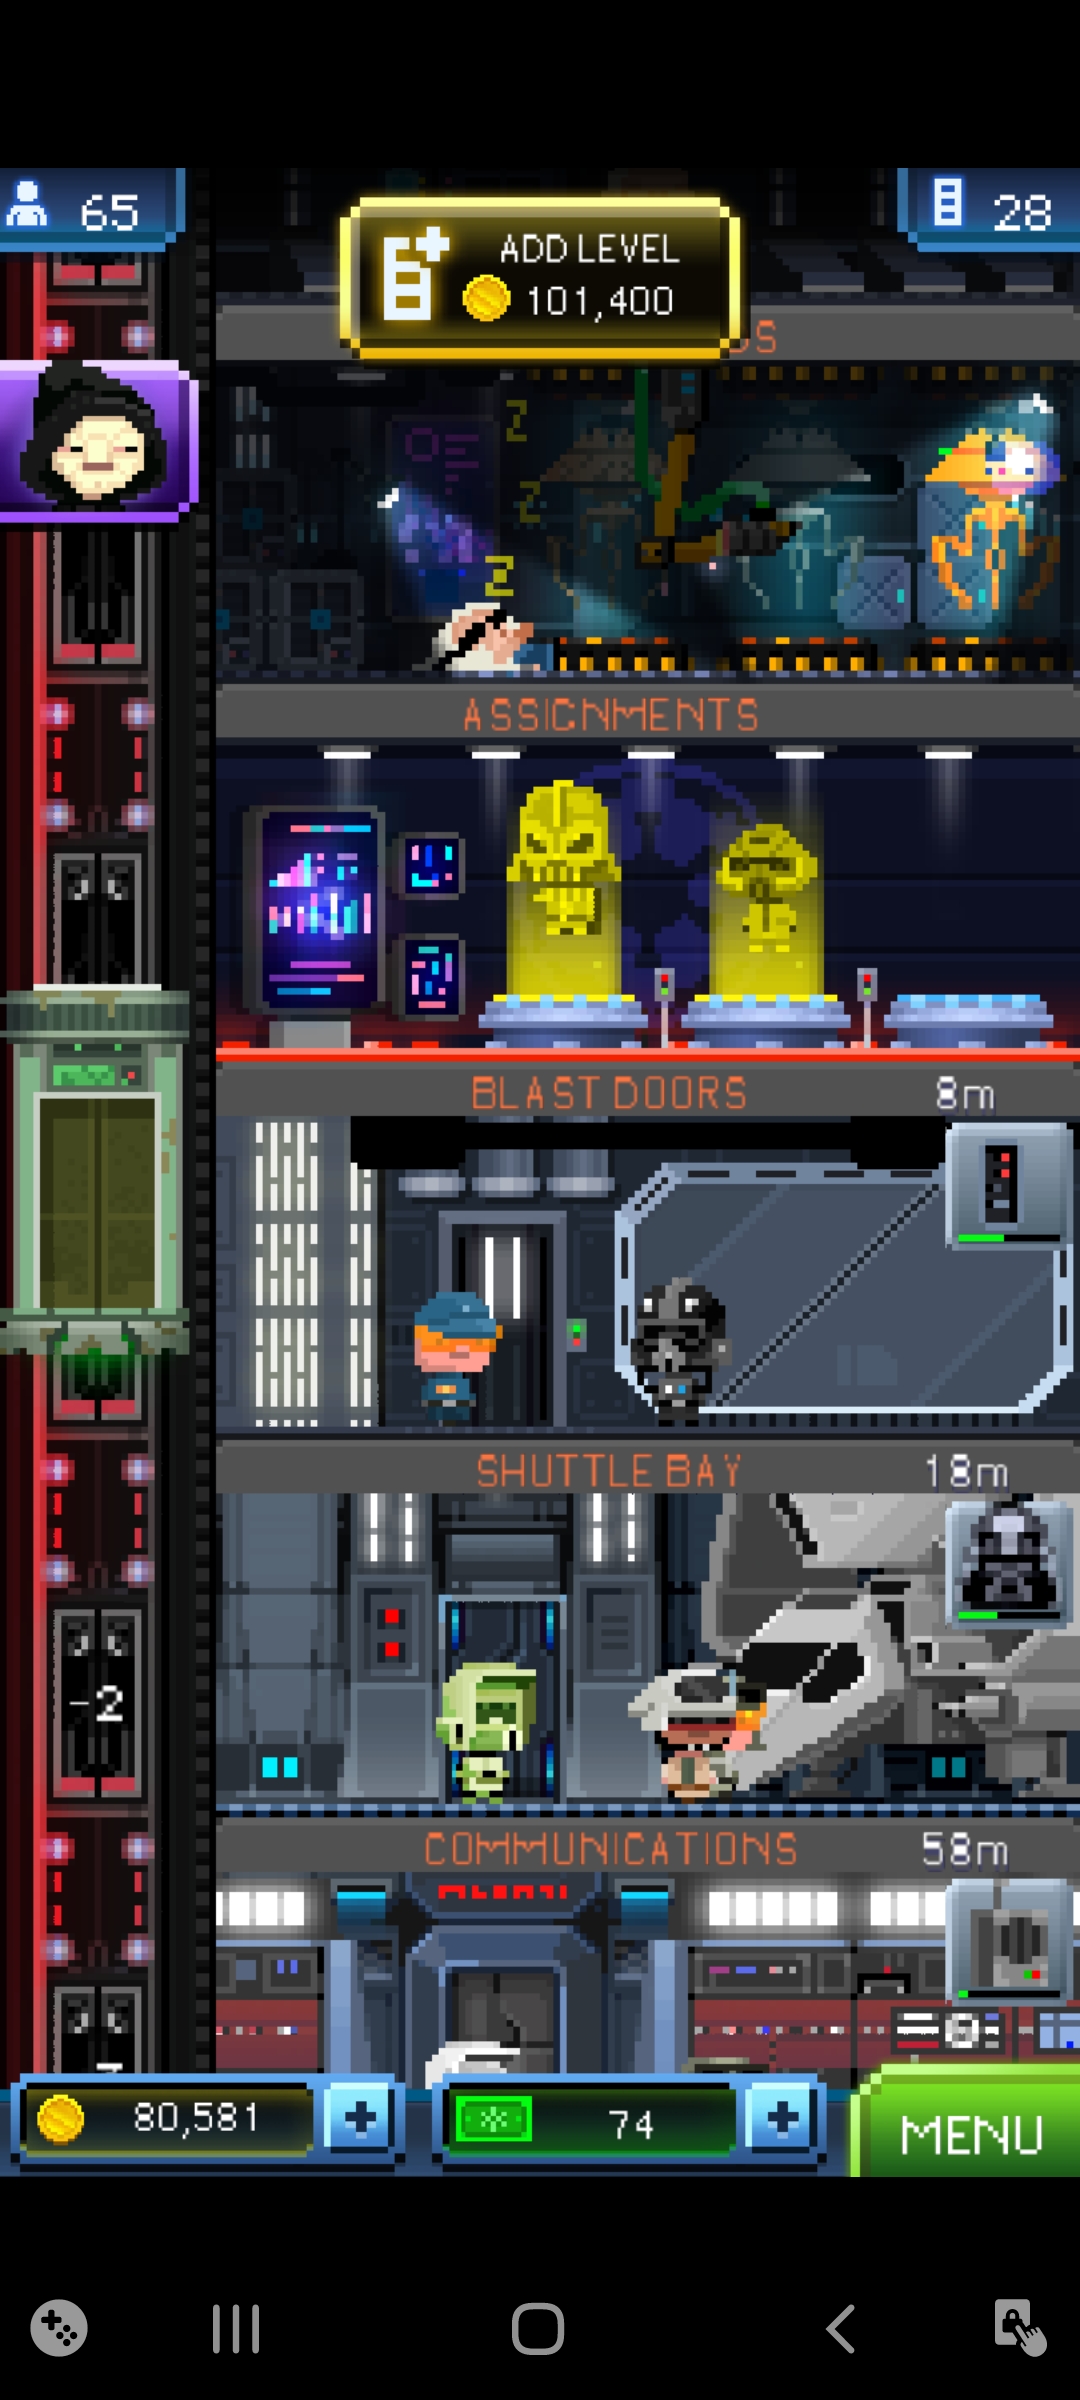 65
ADD LEVEL
101,400
28
DS
Z
Z
Z
ASSIGNMENTS
BLAST DOORS 8m
SHUTTLE BAY 18m
-2
COMMUNICATIONS 58m
80,581
74
MENU